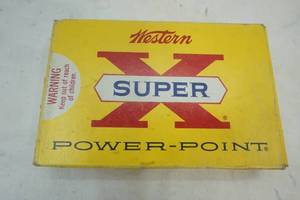 Western
X
SUPER
®
WARNING
Keep out of reach
of children.
POWER-POINT®